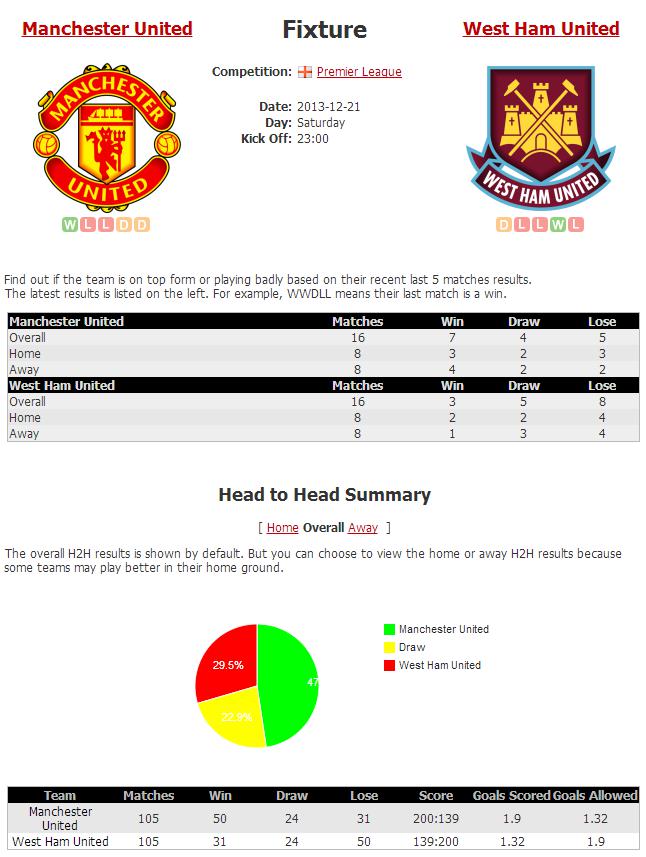 Manchester United
Fixture
West Ham United
Competition: Premier League
Date: 2013-12-21
Day: Saturday
Kick Off: 23:00
MANCHESTER
UNITED
WEST HAM UNITED
W L L D D
D L L W L
Find out if the team is on top form or playing badly based on their recent last 5 matches results.
The latest results is listed on the left. For example, WWDLL means their last match is a win.
Manchester United Matches Win Draw Lose
Overall 16 7 4 5
Home 8 3 2 3
Away 8 4 2 2
West Ham United Matches Win Draw Lose
Overall 16 3 5 8
Home 8 2 2 4
Away 8 1 3 4
Head to Head Summary
[ Home Overall Away ]
The overall H2H results is shown by default. But you can choose to view the home or away H2H results because
some teams may play better in their home ground.
Manchester United
Draw
West Ham United
29.5%
47
22.9%
Team Matches Win Draw Lose Score Goals Scored Goals Allowed
Manchester
United 105 50 24 31 200:139 1.9 1.32
West Ham United 105 31 24 50 139:200 1.32 1.9